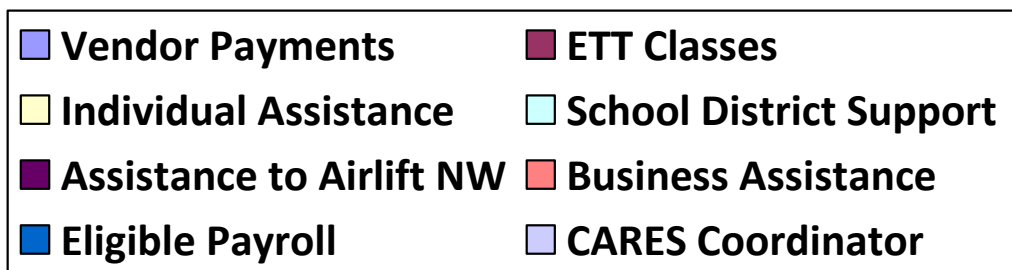 Vendor Payments ETT Classes
Individual Assistance School District Support
Assistance to Airlift NW Business Assistance
Eligible Payroll CARES Coordinator